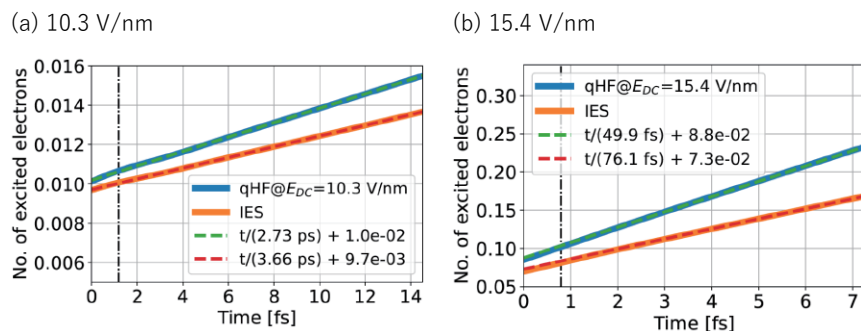 (a) 10.3 V/nm
No. of excited electrons
0.016
0.014
0.012
0.010
0.008
0.006
qHF@E_DC=10.3 V/nm
IES
t/(2.73 ps) + 1.0e-02
t/(3.66 ps) + 9.7e-03
0 2 4 6 8 10 12 14
Time [fs]
(b) 15.4 V/nm
No. of excited electrons
0.30
0.25
0.20
0.15
0.10
0.05
qHF@E_DC=15.4 V/nm
IES
t/(49.9 fs) + 8.8e-02
t/(76.1 fs) + 7.3e-02
0 1 2 3 4 5 6 7
Time [fs]